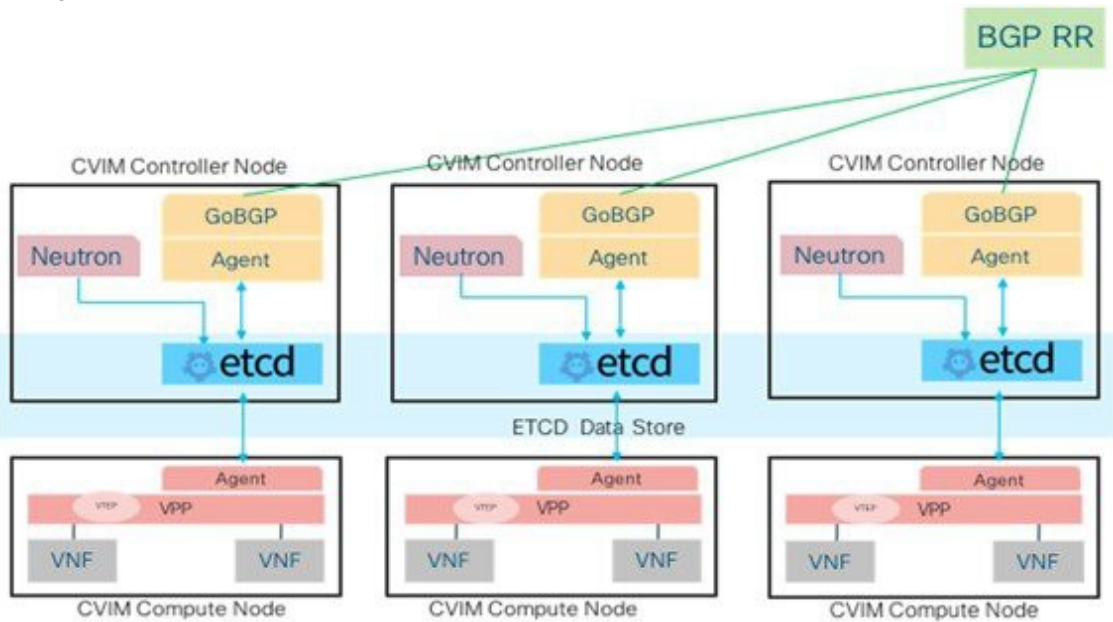 BGP RR
CVIM Controller Node
CVIM Controller Node
CVIM Controller Node
GoBGP
Neutron
Agent
etcd
GoBGP
Neutron
Agent
etcd
GoBGP
Neutron
Agent
etcd
ETCD Data Store
Agent
VTEP
VPP
VNF
VNF
Agent
VTEP
VPP
VNF
VNF
Agent
VTEP
VPP
VNF
VNF
CVIM Compute Node
CVIM Compute Node
CVIM Compute Node